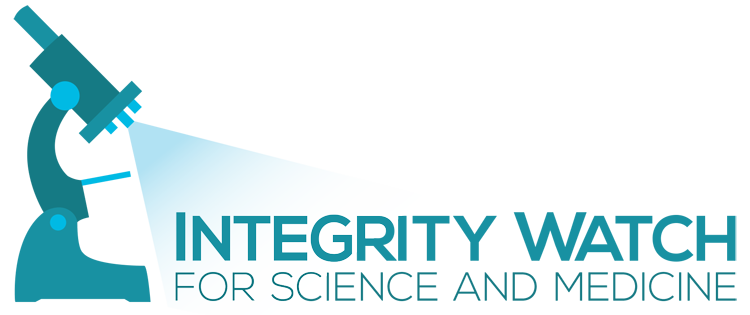 INTEGRITY WATCH
FOR SCIENCE AND MEDICINE